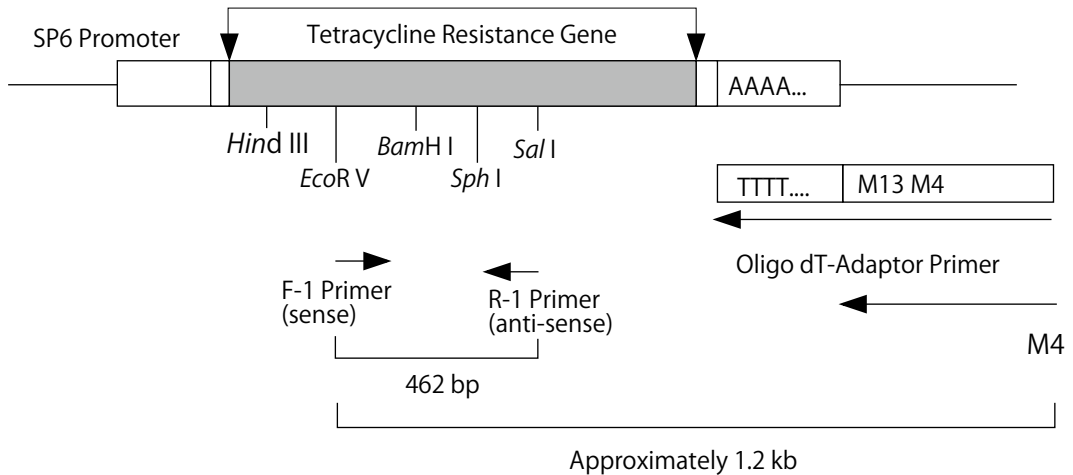 SP6 Promoter
Tetracycline Resistance Gene
AAAA...
Hind III
EcoR V
BamH I
Sph I
Sal I
TTTT....
M13 M4
Oligo dT-Adaptor Primer
F-1 Primer
(sense)
R-1 Primer
(anti-sense)
M4
462 bp
Approximately 1.2 kb